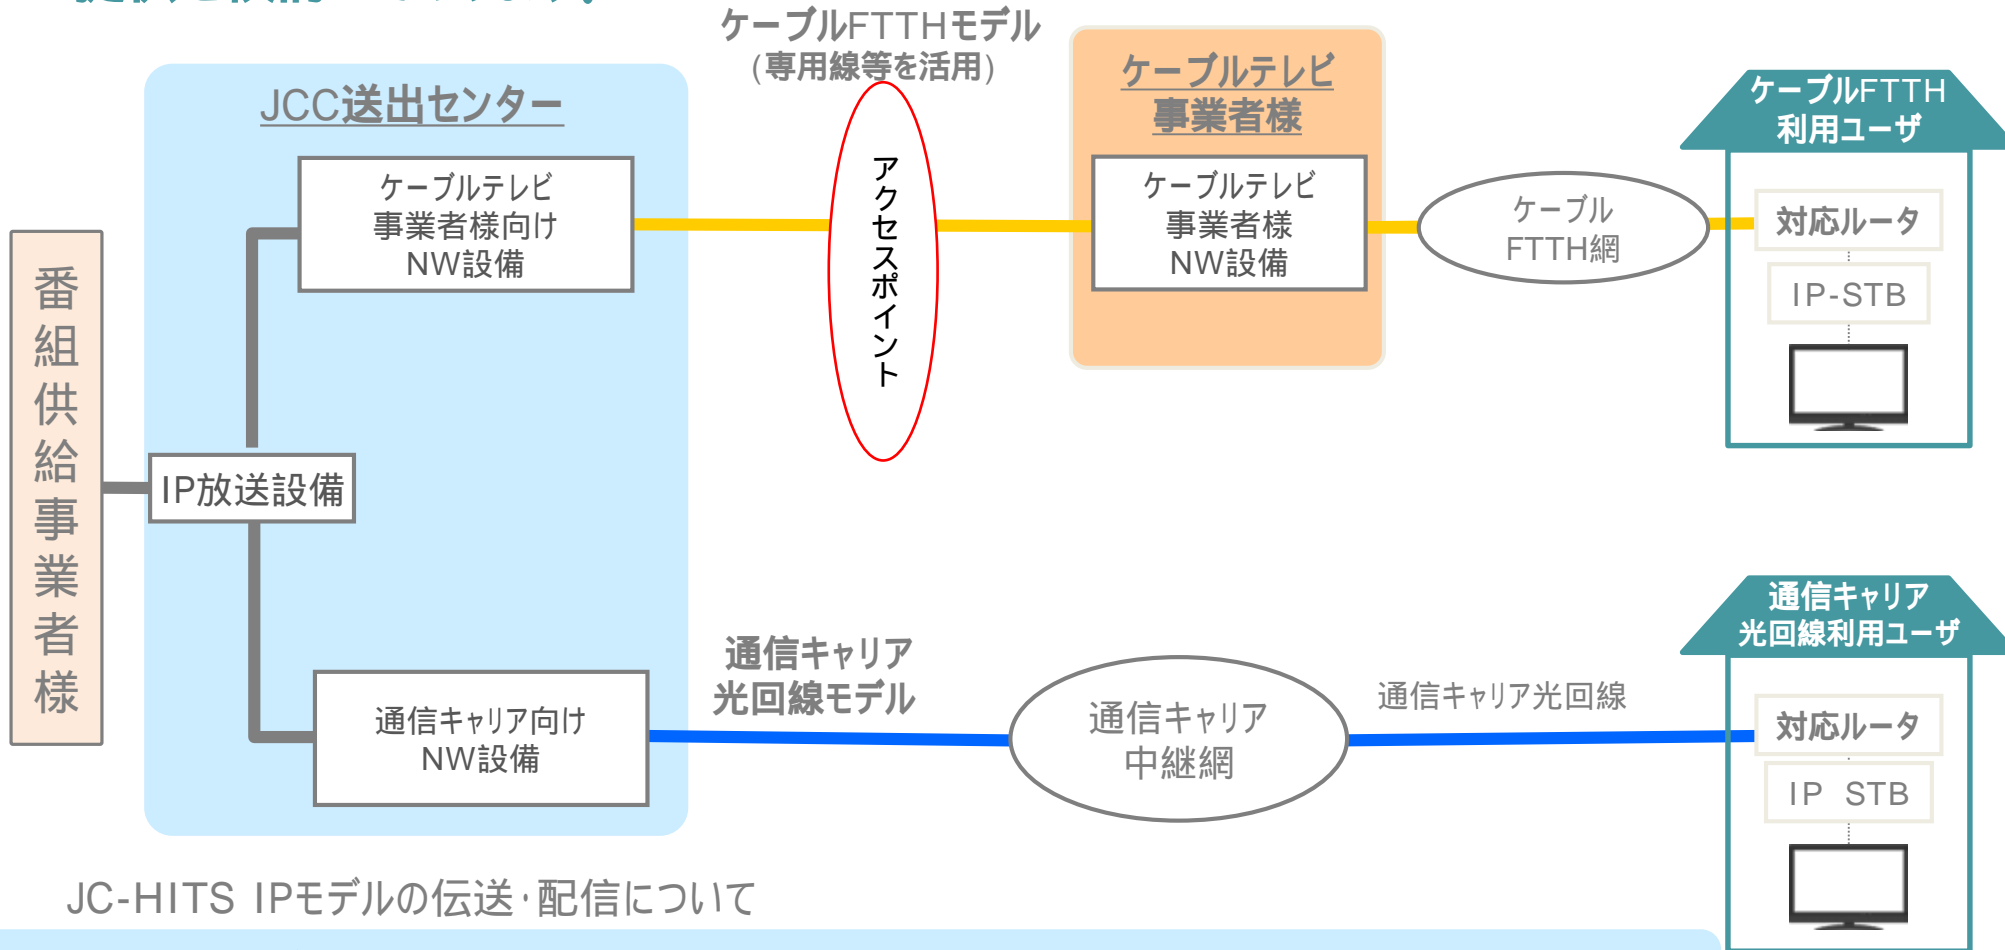 ケーブルFTTHモデル
(専用線等を活用)
JCC送出センター
ケーブルテレビ
事業者様
ケーブルFTTH
利用ユーザ
ケーブルテレビ
事業者様向け
NW設備
アクセスポイント
ケーブルテレビ
事業者様
NW設備
ケーブル
FTTH網
対応ルータ
IP-STB
番組供給事業者様
IP放送設備
通信キャリア
光回線利用ユーザ
通信キャリア
光回線モデル
通信キャリア向け
NW設備
通信キャリア
中継網
通信キャリア光回線
対応ルータ
IP STB
JC-HITS IPモデルの伝送・配信について